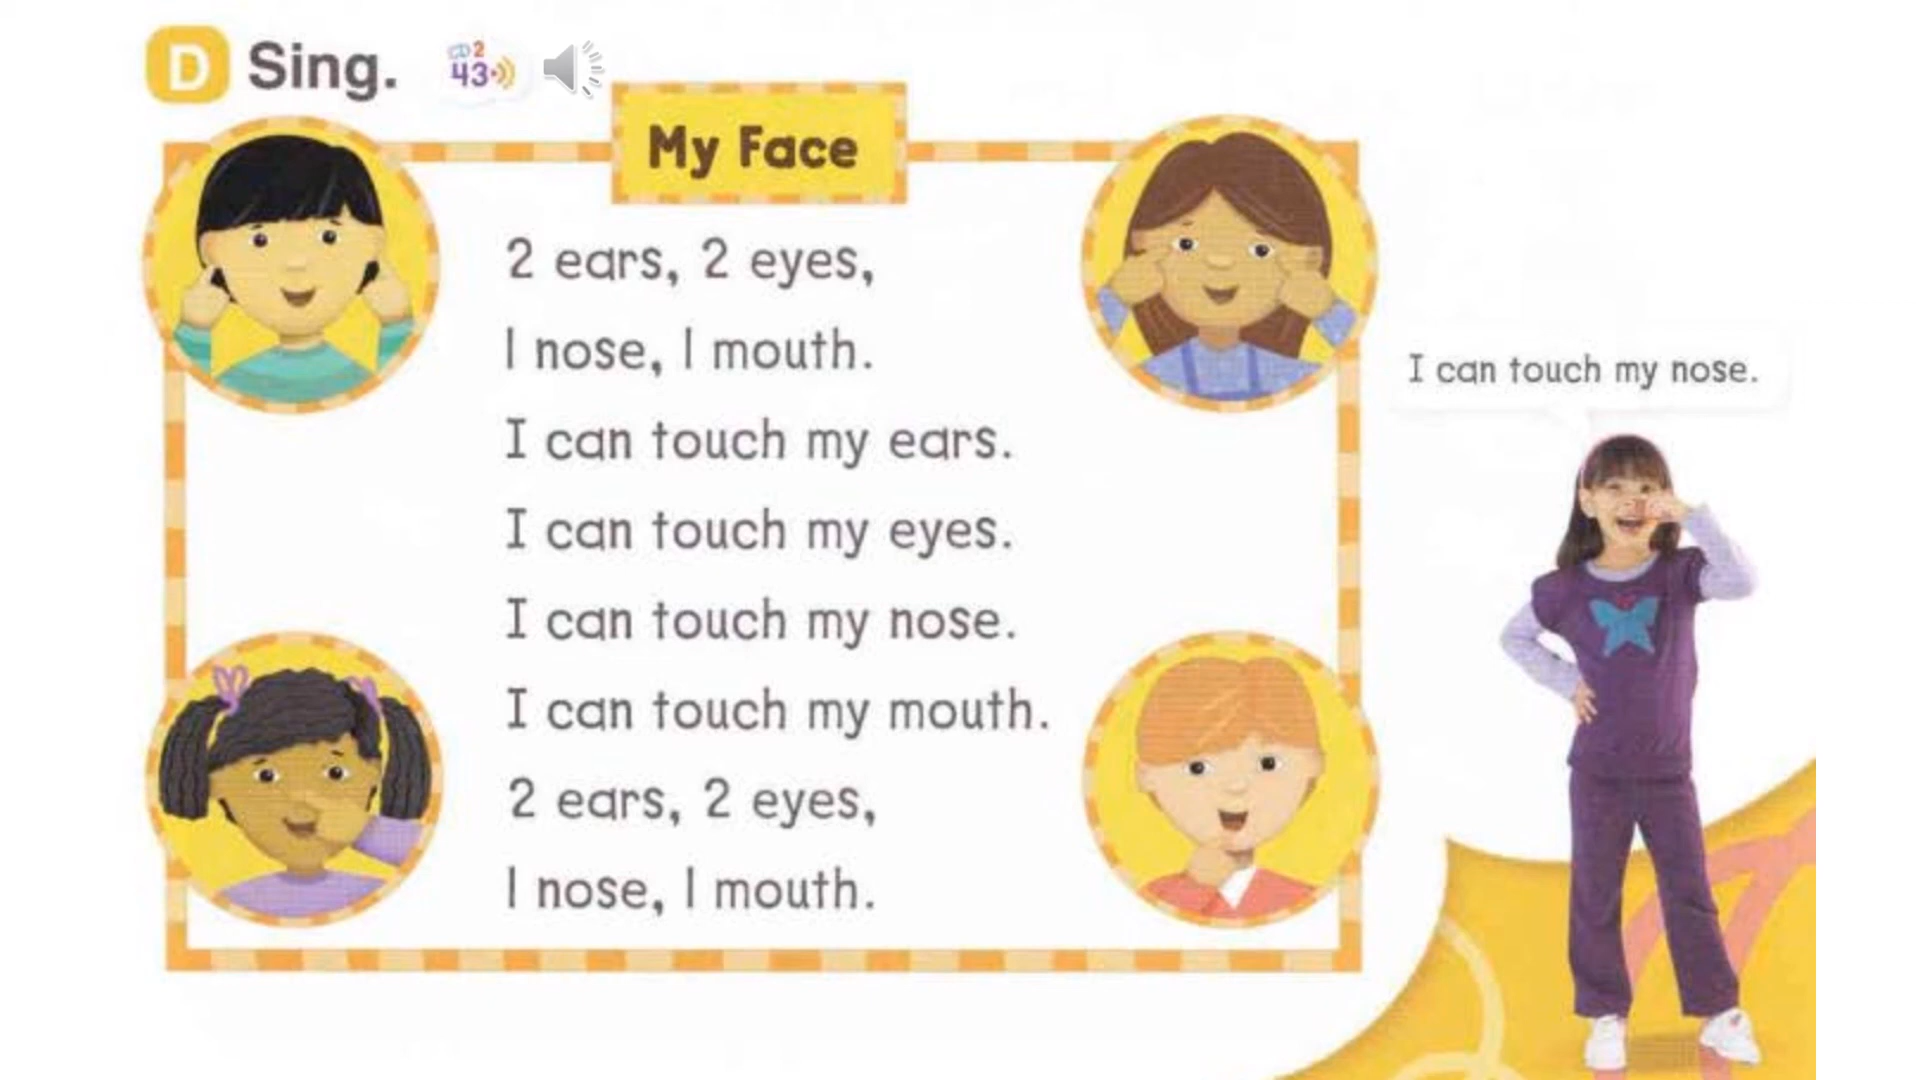 D Sing. CD 2 43
My Face
2 ears, 2 eyes,
1 nose, 1 mouth.
I can touch my ears.
I can touch my eyes.
I can touch my nose.
I can touch my mouth.
2 ears, 2 eyes,
1 nose, 1 mouth.
I can touch my nose.